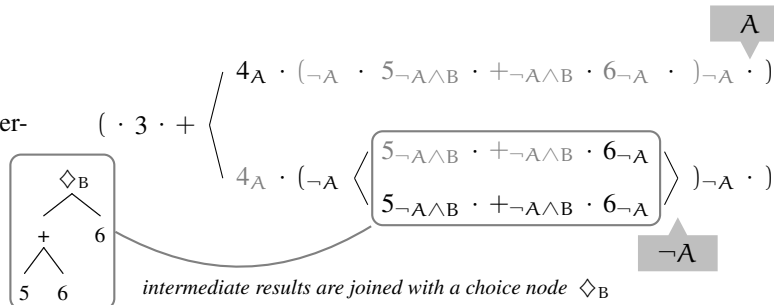 A
4A · (¬A · 5¬A∧B · +¬A∧B · 6¬A · )¬A · )
er- ( · 3 · +
5¬A∧B · +¬A∧B · 6¬A
4A · (¬A ⟨ ⟩ )¬A · )
5¬A∧B · +¬A∧B · 6¬A
¬A
◇B
+ 6
5 6
intermediate results are joined with a choice node ◇B